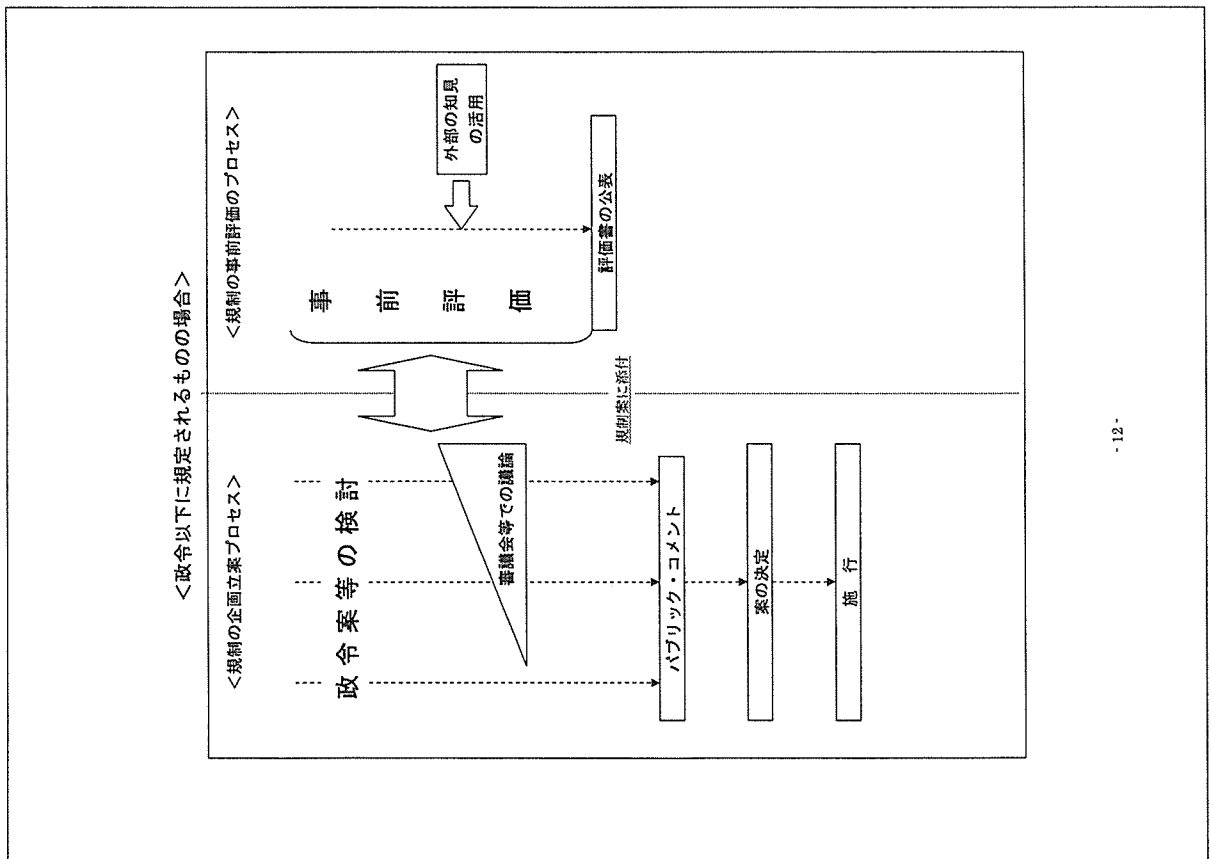 ＜政令以下に規定されるものの場合＞
＜規制の企画立案プロセス＞
政令案等の検討
審議会等での議論
パブリック・コメント
案の決定
施　行
＜規制の事前評価のプロセス＞
事　前　評　価
外部の知見
の活用
評価書の公表
規制案に添付
- 12 -